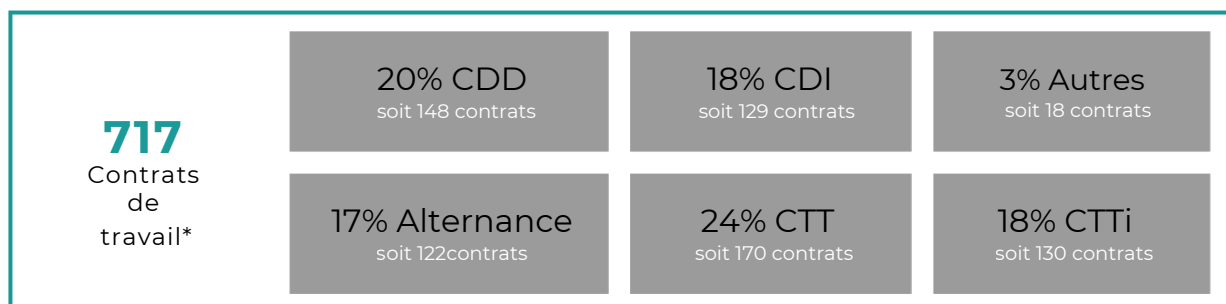 717
Contrats
de
travail*
20% CDD
soit 148 contrats
18% CDI
soit 129 contrats
3% Autres
soit 18 contrats
17% Alternance
soit 122contrats
24% CTT
soit 170 contrats
18% CTTi
soit 130 contrats